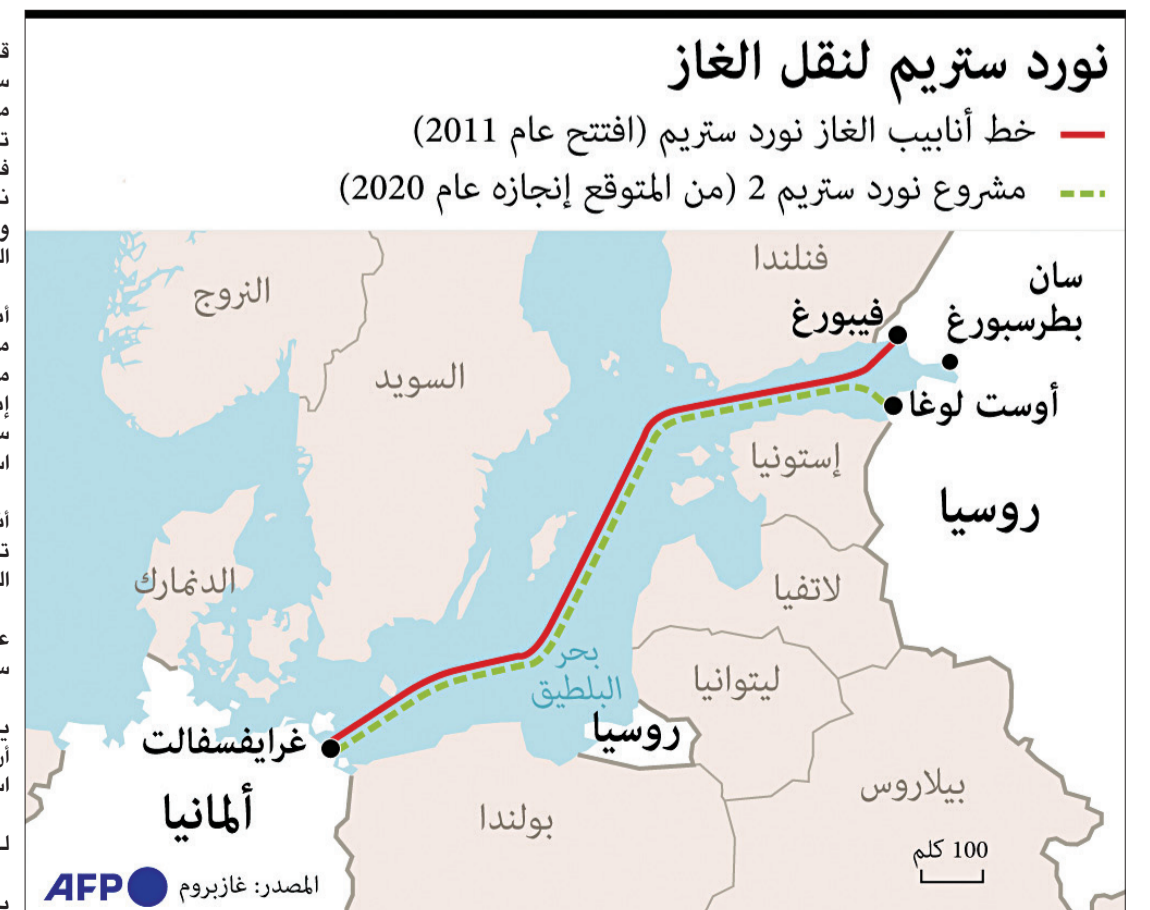 نورد ستريم لنقل الغاز
خط أنابيب الغاز نورد ستريم (افتتح عام 2011)
مشروع نورد ستريم 2 (من المتوقع إنجازه عام 2020)
فنلندا
سان
بطرسبورغ
النروج
فيبورغ
السويد
أوست لوغا
إستونيا
روسيا
الدنمارك
لاتفيا
بحر
البلطيق
ليتوانيا
روسيا
غرايفسفالت
ألمانيا
بولندا
بيلاروس
100 كلم
المصدر: غازبروم
AFP